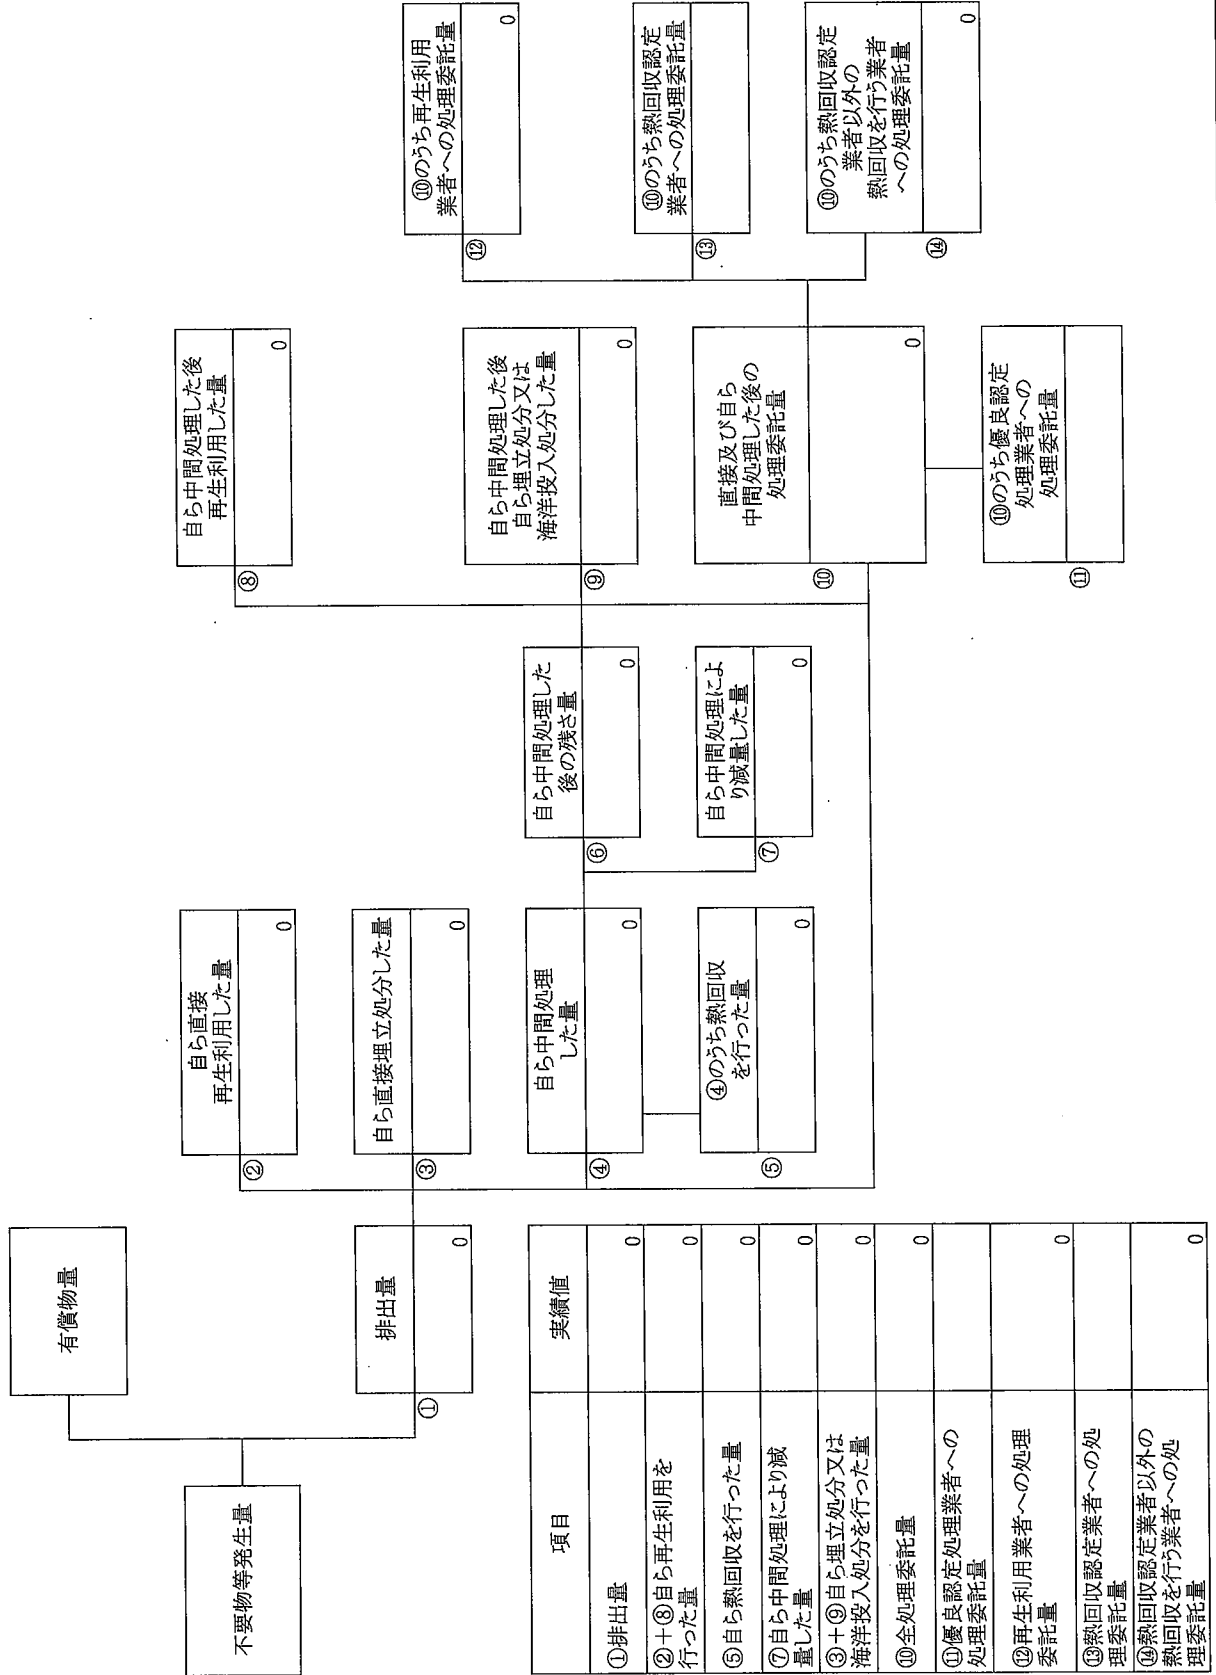 不要物等発生量
有償物量
①
排出量
0
②
自ら直接
再生利用した量
0
③
自ら直接埋立処分した量
0
④
自ら中間処理
した量
0
⑤
④のうち熱回収
を行った量
0
⑥
自ら中間処理した
後の残さ量
0
⑦
自ら中間処理によ
り減量した量
0
⑧
自ら中間処理した後
再生利用した量
0
⑨
自ら中間処理した後
自ら埋立処分又は
海洋投入処分した量
0
⑩
直接及び自ら
中間処理した後の
処理委託量
0
⑪
⑩のうち優良認定
処理業者への
処理委託量
⑫
⑩のうち再生利用
業者への処理委託量
0
⑬
⑩のうち熱回収認定
業者への処理委託量
0
⑭
⑩のうち熱回収認定
業者以外の
熱回収を行う業者
への処理委託量
0
項目
実績値
①排出量
0
②+⑧自ら再生利用を
行った量
0
⑤自ら熱回収を行った量
0
⑦自ら中間処理により減
量した量
0
③+⑨自ら埋立処分又は
海洋投入処分を行った量
0
⑩全処理委託量
0
⑪優良認定処理業者への
処理委託量
⑫再生利用業者への処理
委託量
0
⑬熱回収認定業者への処
理委託量
0
⑭熱回収認定業者以外の
熱回収を行う業者への処
理委託量
0